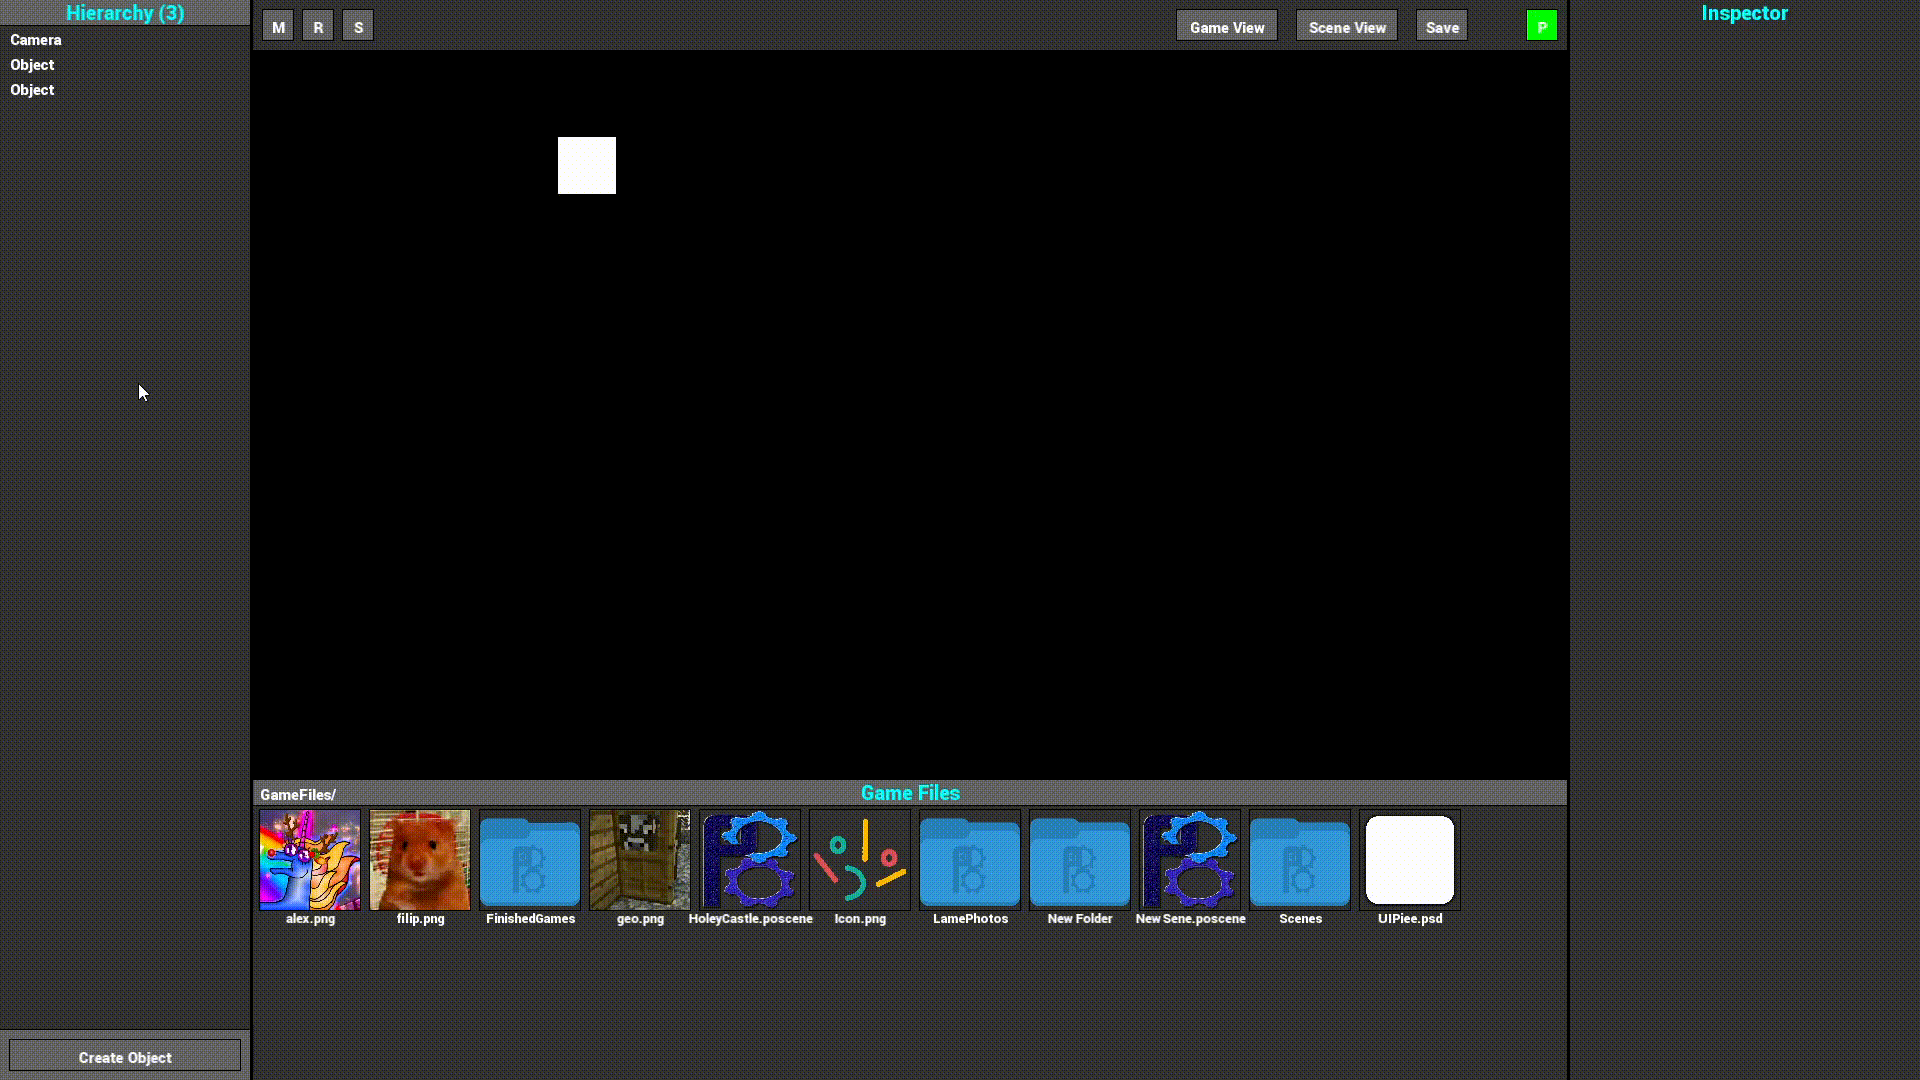 Hierarchy (3)
Camera
Object
Object
Create Object
M R S
Game View Scene View Save P
GameFiles/
Game Files
alex.png filip.png FinishedGames geo.png HoleyCastle.poscene Icon.png LamePhotos New Folder New Sene.poscene Scenes UIPiee.psd
Inspector